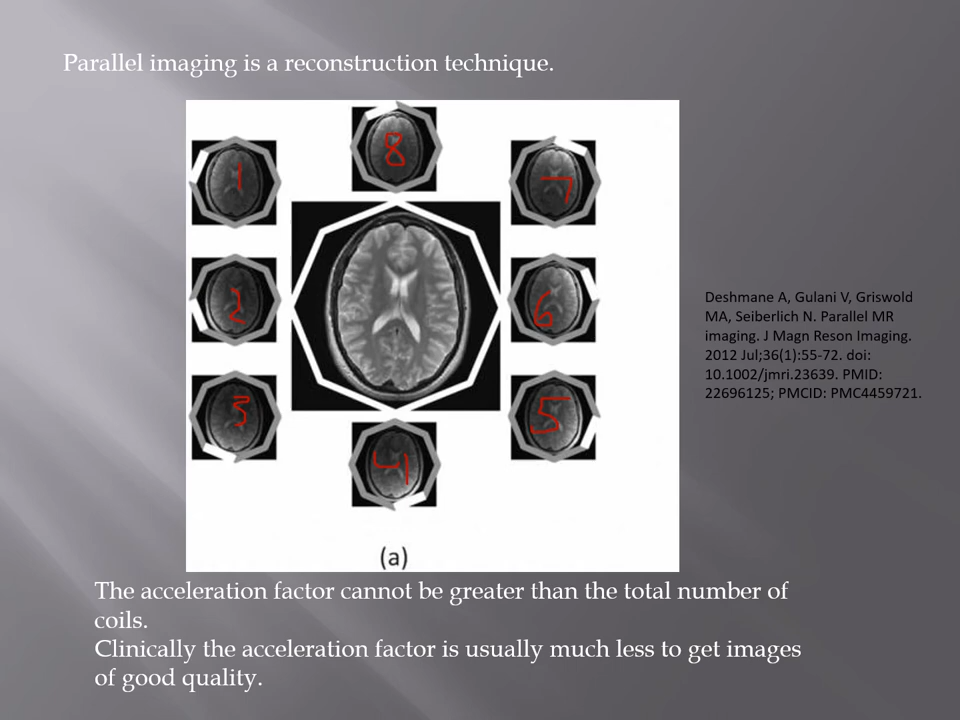 Parallel imaging is a reconstruction technique.
8
1
7
2
6
3
5
4
(a)
Deshmane A, Gulani V, Griswold
MA, Seiberlich N. Parallel MR
imaging. J Magn Reson Imaging.
2012 Jul;36(1):55-72. doi:
10.1002/jmri.23639. PMID:
22696125; PMCID: PMC4459721.
The acceleration factor cannot be greater than the total number of
coils.
Clinically the acceleration factor is usually much less to get images
of good quality.